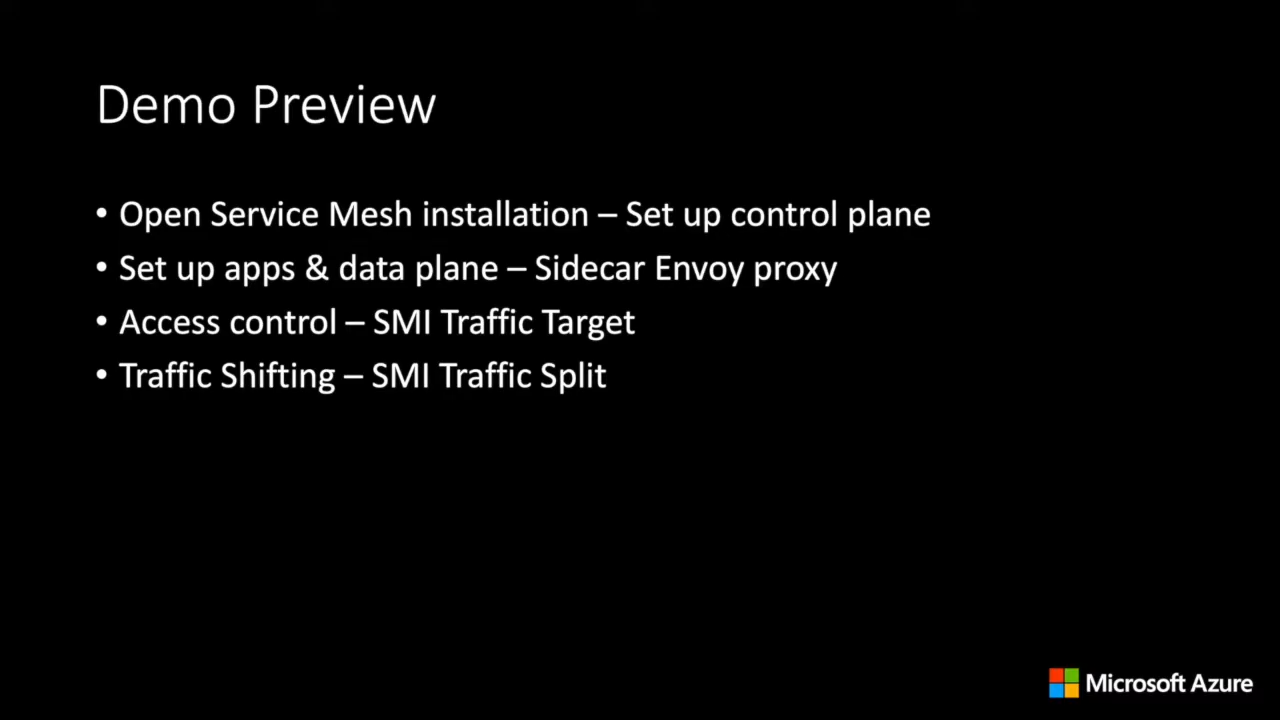 Demo Preview
• Open Service Mesh installation – Set up control plane
• Set up apps & data plane – Sidecar Envoy proxy
• Access control – SMI Traffic Target
• Traffic Shifting – SMI Traffic Split
Microsoft Azure